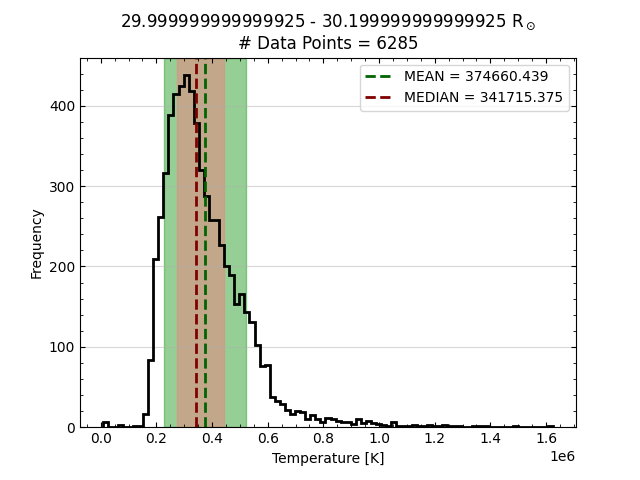 29.999999999999925 - 30.199999999999925 R⊙
# Data Points = 6285
MEAN = 374660.439
MEDIAN = 341715.375
Frequency
400
300
200
100
0
0.0 0.2 0.4 0.6 0.8 1.0 1.2 1.4 1.6
1e6
Temperature [K]